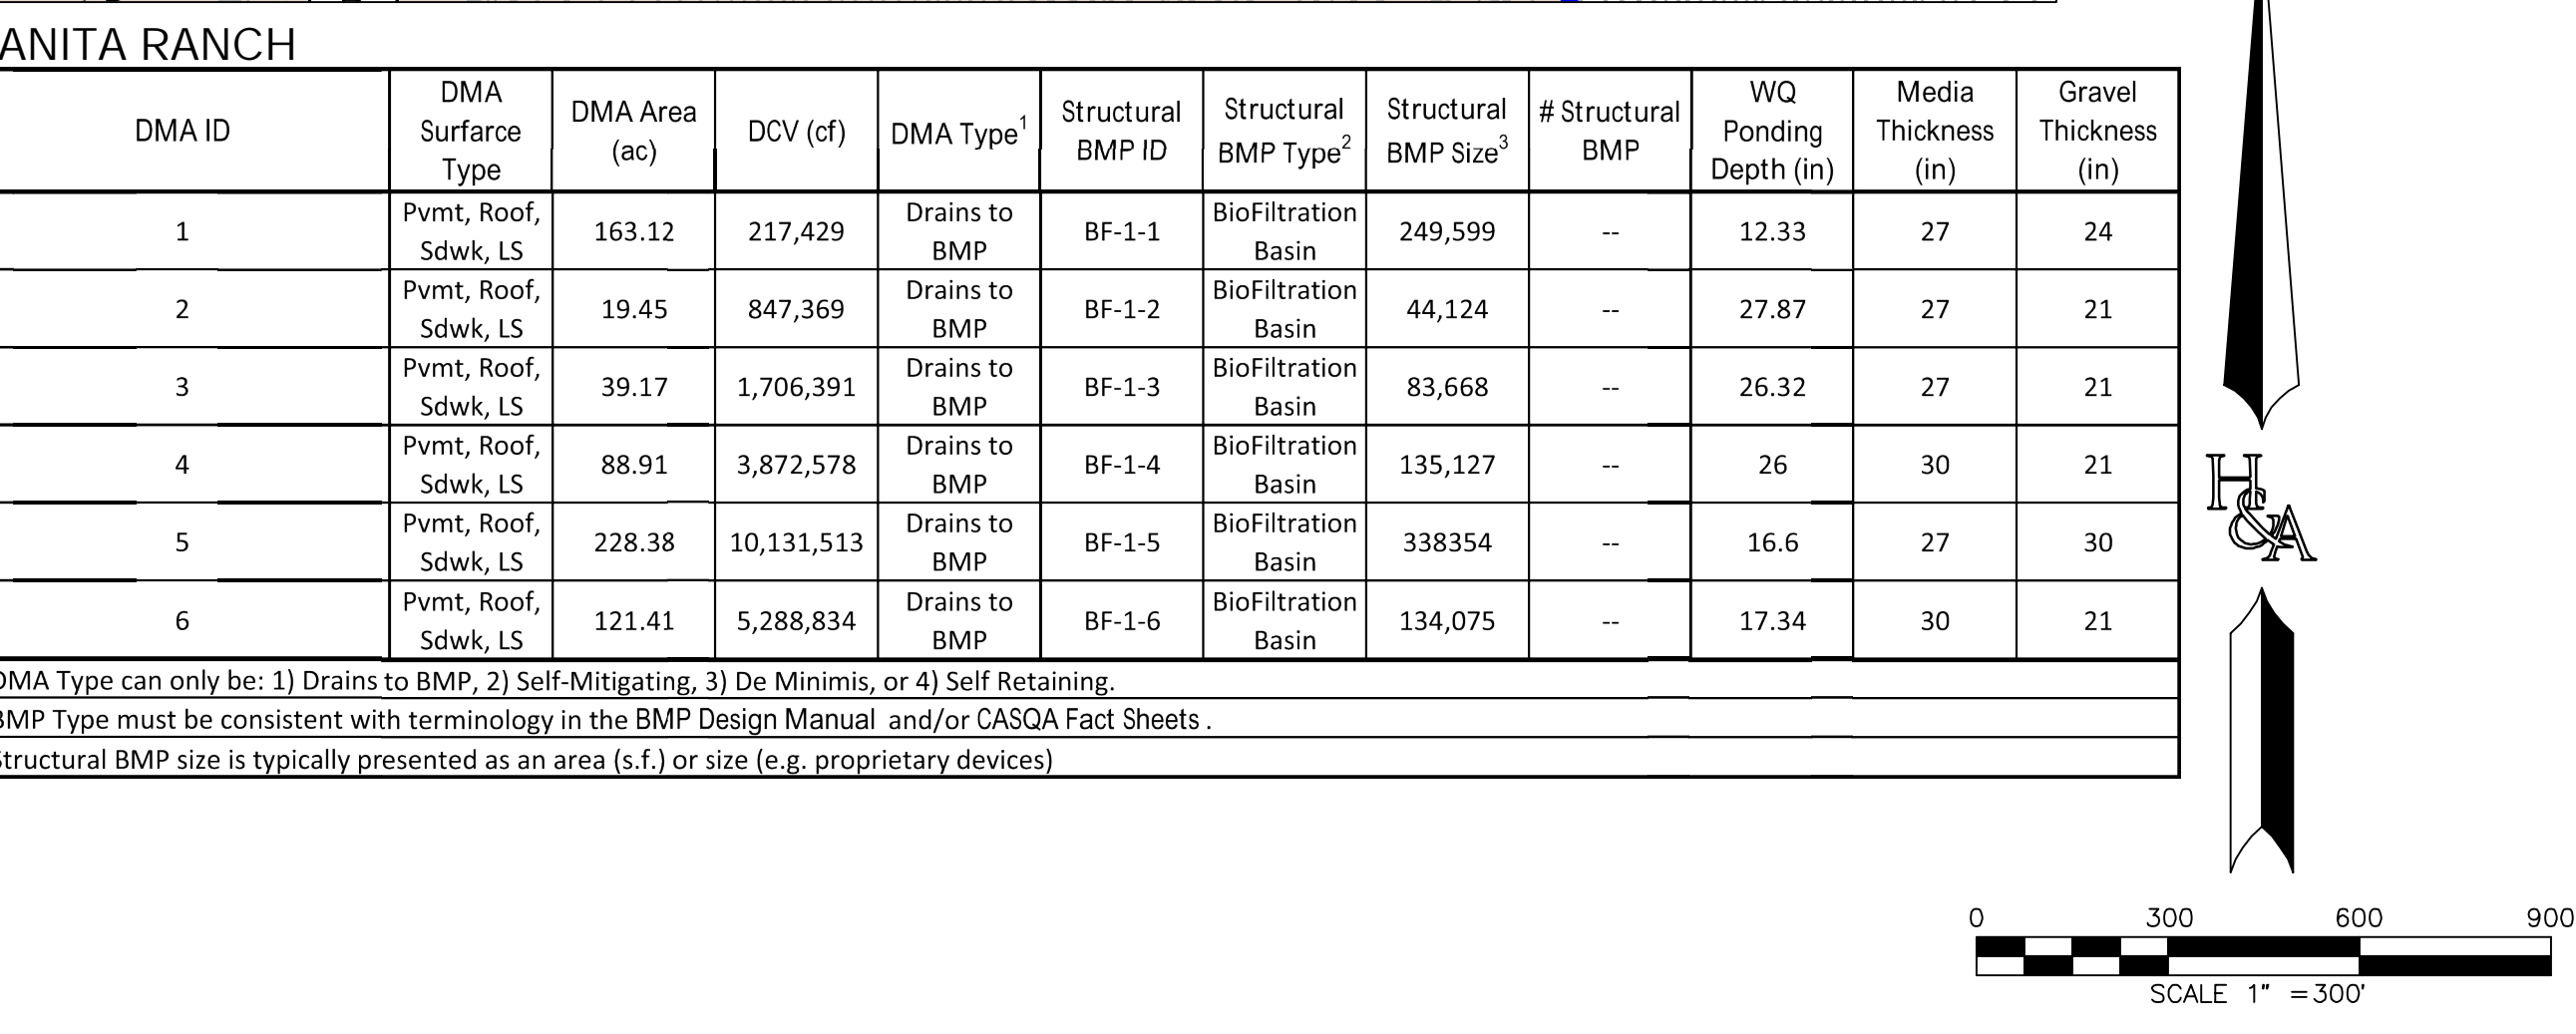 ANITA RANCH
DMA ID
DMA
Surfarce
Type
DMA Area
(ac)
DCV (cf)
DMA Type1
Structural
BMP ID
Structural
BMP Type2
Structural
BMP Size3
# Structural
BMP
WQ
Ponding
Depth (in)
Media
Thickness
(in)
Gravel
Thickness
(in)
1
Pvmt, Roof,
Sdwk, LS
163.12
217,429
Drains to
BMP
BF-1-1
BioFiltration
Basin
249,599
--
12.33
27
24
2
Pvmt, Roof,
Sdwk, LS
19.45
847,369
Drains to
BMP
BF-1-2
BioFiltration
Basin
44,124
--
27.87
27
21
3
Pvmt, Roof,
Sdwk, LS
39.17
1,706,391
Drains to
BMP
BF-1-3
BioFiltration
Basin
83,668
--
26.32
27
21
4
Pvmt, Roof,
Sdwk, LS
88.91
3,872,578
Drains to
BMP
BF-1-4
BioFiltration
Basin
135,127
--
26
30
21
5
Pvmt, Roof,
Sdwk, LS
228.38
10,131,513
Drains to
BMP
BF-1-5
BioFiltration
Basin
338354
--
16.6
27
30
6
Pvmt, Roof,
Sdwk, LS
121.41
5,288,834
Drains to
BMP
BF-1-6
BioFiltration
Basin
134,075
--
17.34
30
21
DMA Type can only be: 1) Drains to BMP, 2) Self-Mitigating, 3) De Minimis, or 4) Self Retaining.
BMP Type must be consistent with terminology in the BMP Design Manual and/or CASQA Fact Sheets .
Structural BMP size is typically presented as an area (s.f.) or size (e.g. proprietary devices)
H&A
0 300 600 900
SCALE 1" =300'